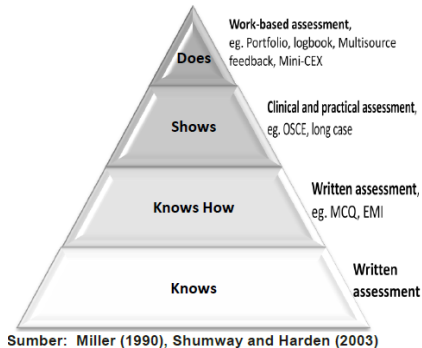 Work-based assessment,
eg. Portfolio, logbook, Multisource
feedback, Mini-CEX
Does
Clinical and practical assessment,
eg. OSCE, long case
Shows
Written assessment,
eg. MCQ, EMI
Knows How
Written
assessment
Knows
Sumber: Miller (1990), Shumway and Harden (2003)